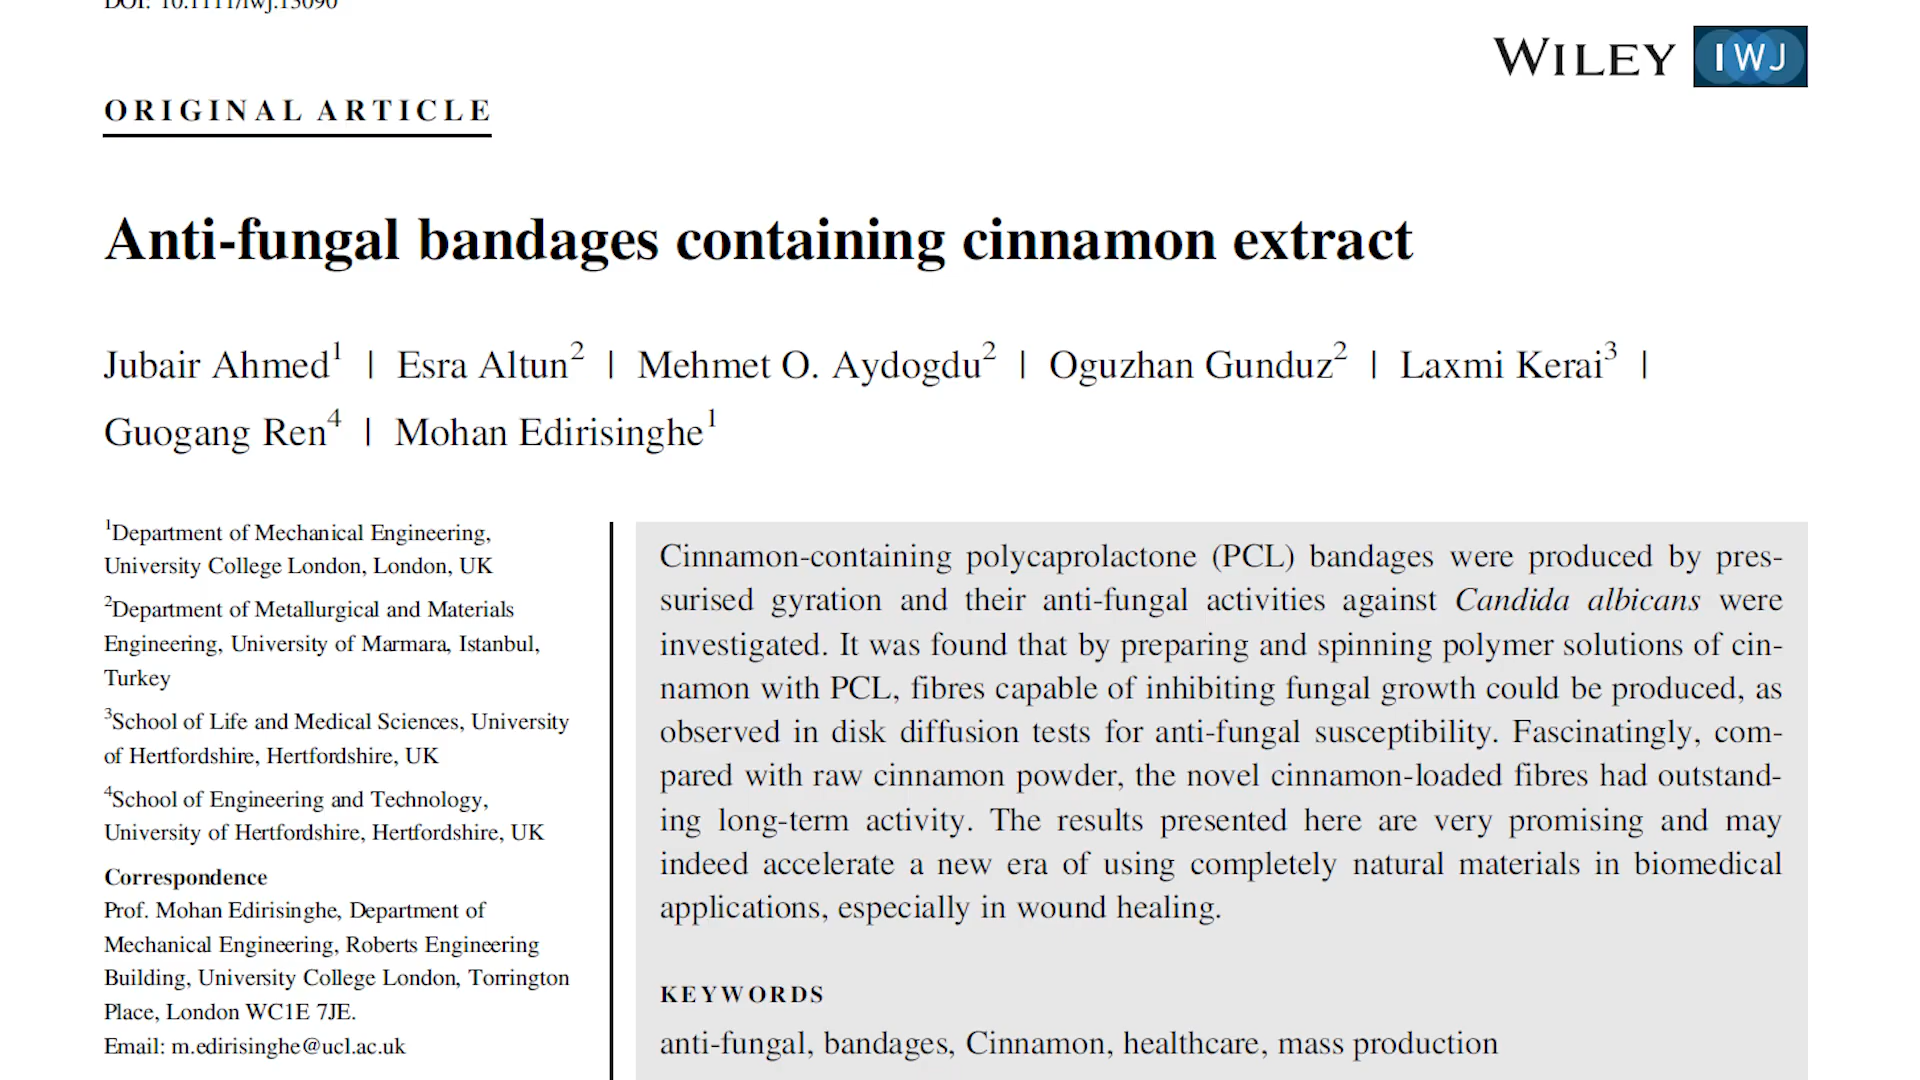 DOI: 10.1111/iwj.13090
WILEY IWJ
ORIGINAL ARTICLE
Anti-fungal bandages containing cinnamon extract
Jubair Ahmed1 | Esra Altun2 | Mehmet O. Aydogdu2 | Oguzhan Gunduz2 | Laxmi Kerai3 |
Guogang Ren4 | Mohan Edirisinghe1
1Department of Mechanical Engineering,
University College London, London, UK
2Department of Metallurgical and Materials
Engineering, University of Marmara, Istanbul,
Turkey
3School of Life and Medical Sciences, University
of Hertfordshire, Hertfordshire, UK
4School of Engineering and Technology,
University of Hertfordshire, Hertfordshire, UK
Correspondence
Prof. Mohan Edirisinghe, Department of
Mechanical Engineering, Roberts Engineering
Building, University College London, Torrington
Place, London WC1E 7JE.
Email: m.edirisinghe@ucl.ac.uk
Cinnamon-containing polycaprolactone (PCL) bandages were produced by pres-
surised gyration and their anti-fungal activities against Candida albicans were
investigated. It was found that by preparing and spinning polymer solutions of cin-
namon with PCL, fibres capable of inhibiting fungal growth could be produced, as
observed in disk diffusion tests for anti-fungal susceptibility. Fascinatingly, com-
pared with raw cinnamon powder, the novel cinnamon-loaded fibres had outstand-
ing long-term activity. The results presented here are very promising and may
indeed accelerate a new era of using completely natural materials in biomedical
applications, especially in wound healing.
KEYWORDS
anti-fungal, bandages, Cinnamon, healthcare, mass production